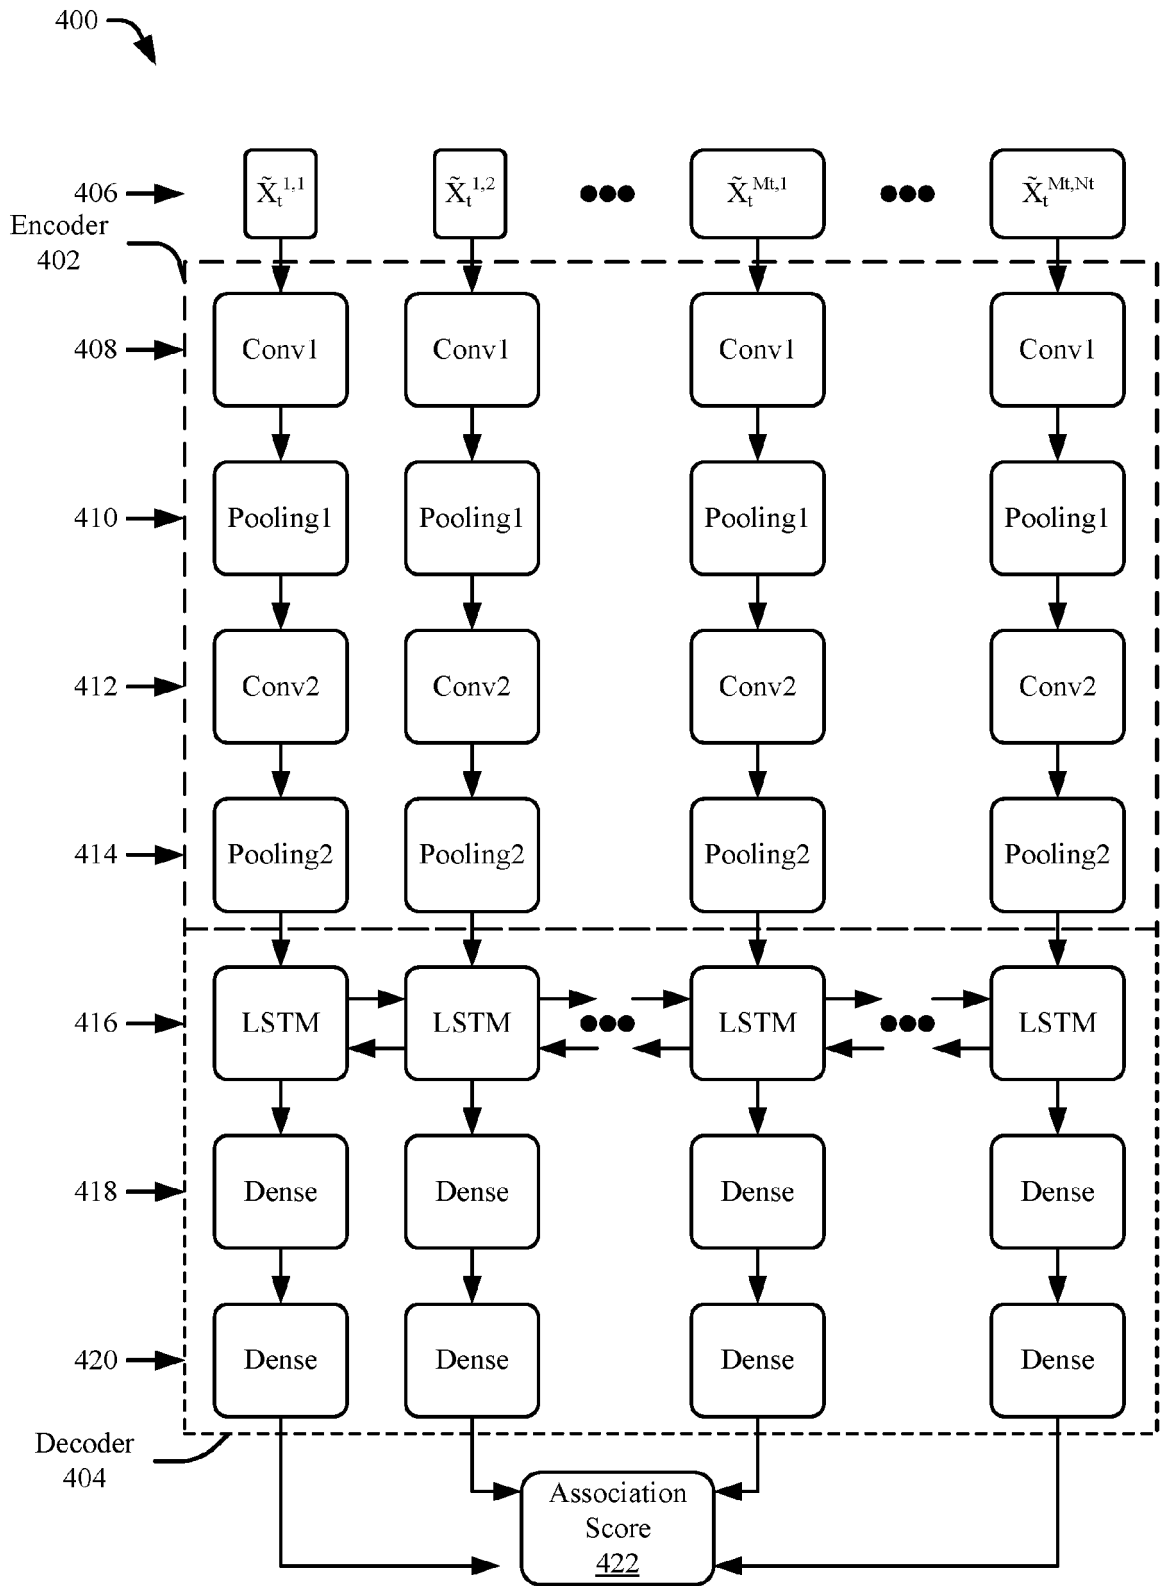 400
406 X̃t1,1 X̃t1,2 X̃tMt,1 X̃tMt,Nt
Encoder
402
408 Conv1 Conv1 Conv1 Conv1
410 Pooling1 Pooling1 Pooling1 Pooling1
412 Conv2 Conv2 Conv2 Conv2
414 Pooling2 Pooling2 Pooling2 Pooling2
416 LSTM LSTM LSTM LSTM
418 Dense Dense Dense Dense
420 Dense Dense Dense Dense
Decoder
404
Association
Score
422